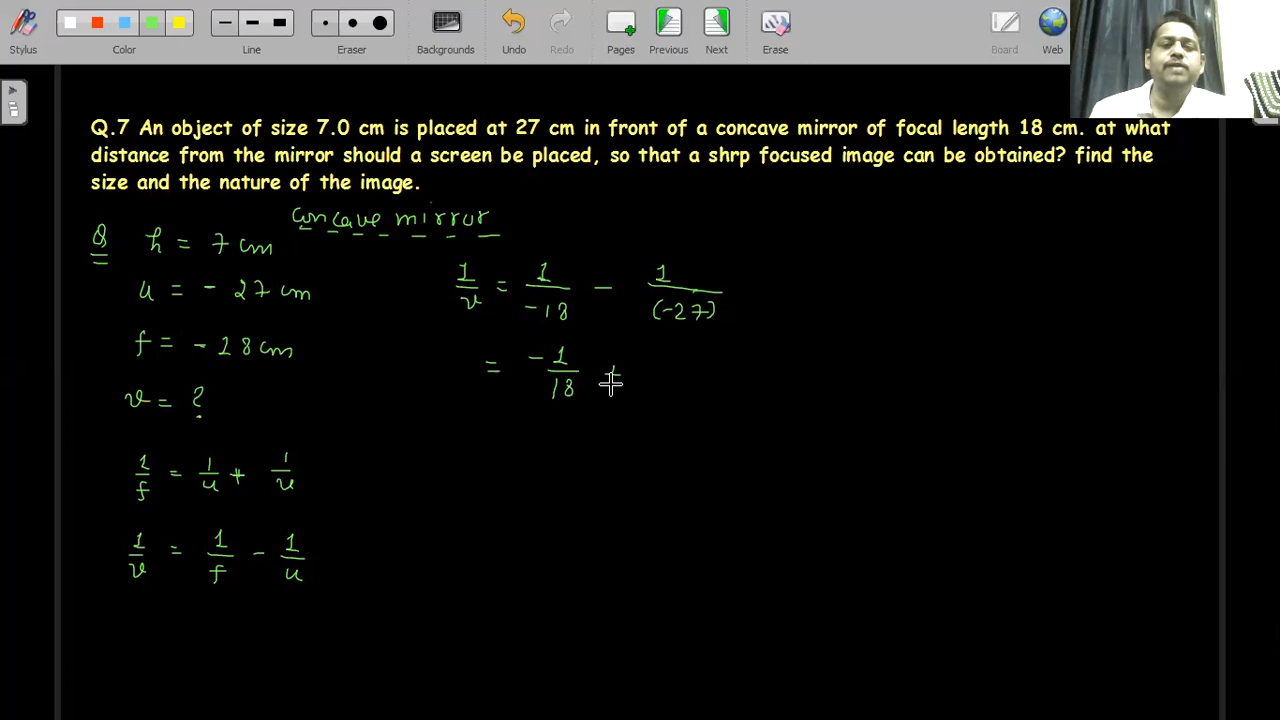 Stylus Color Line Eraser Backgrounds Undo Redo Pages Previous Next Erase Board Web
Q.7 An object of size 7.0 cm is placed at 27 cm in front of a concave mirror of focal length 18 cm. at what
distance from the mirror should a screen be placed, so that a shrp focused image can be obtained? find the
size and the nature of the image.
concave mirror
Q h = 7 cm
u = - 27 cm
f = - 18 cm
v = ?
1/f = 1/u + 1/v
1/v = 1/f - 1/u
1/v = 1/-18 - 1/(-27)
= -1/18 +